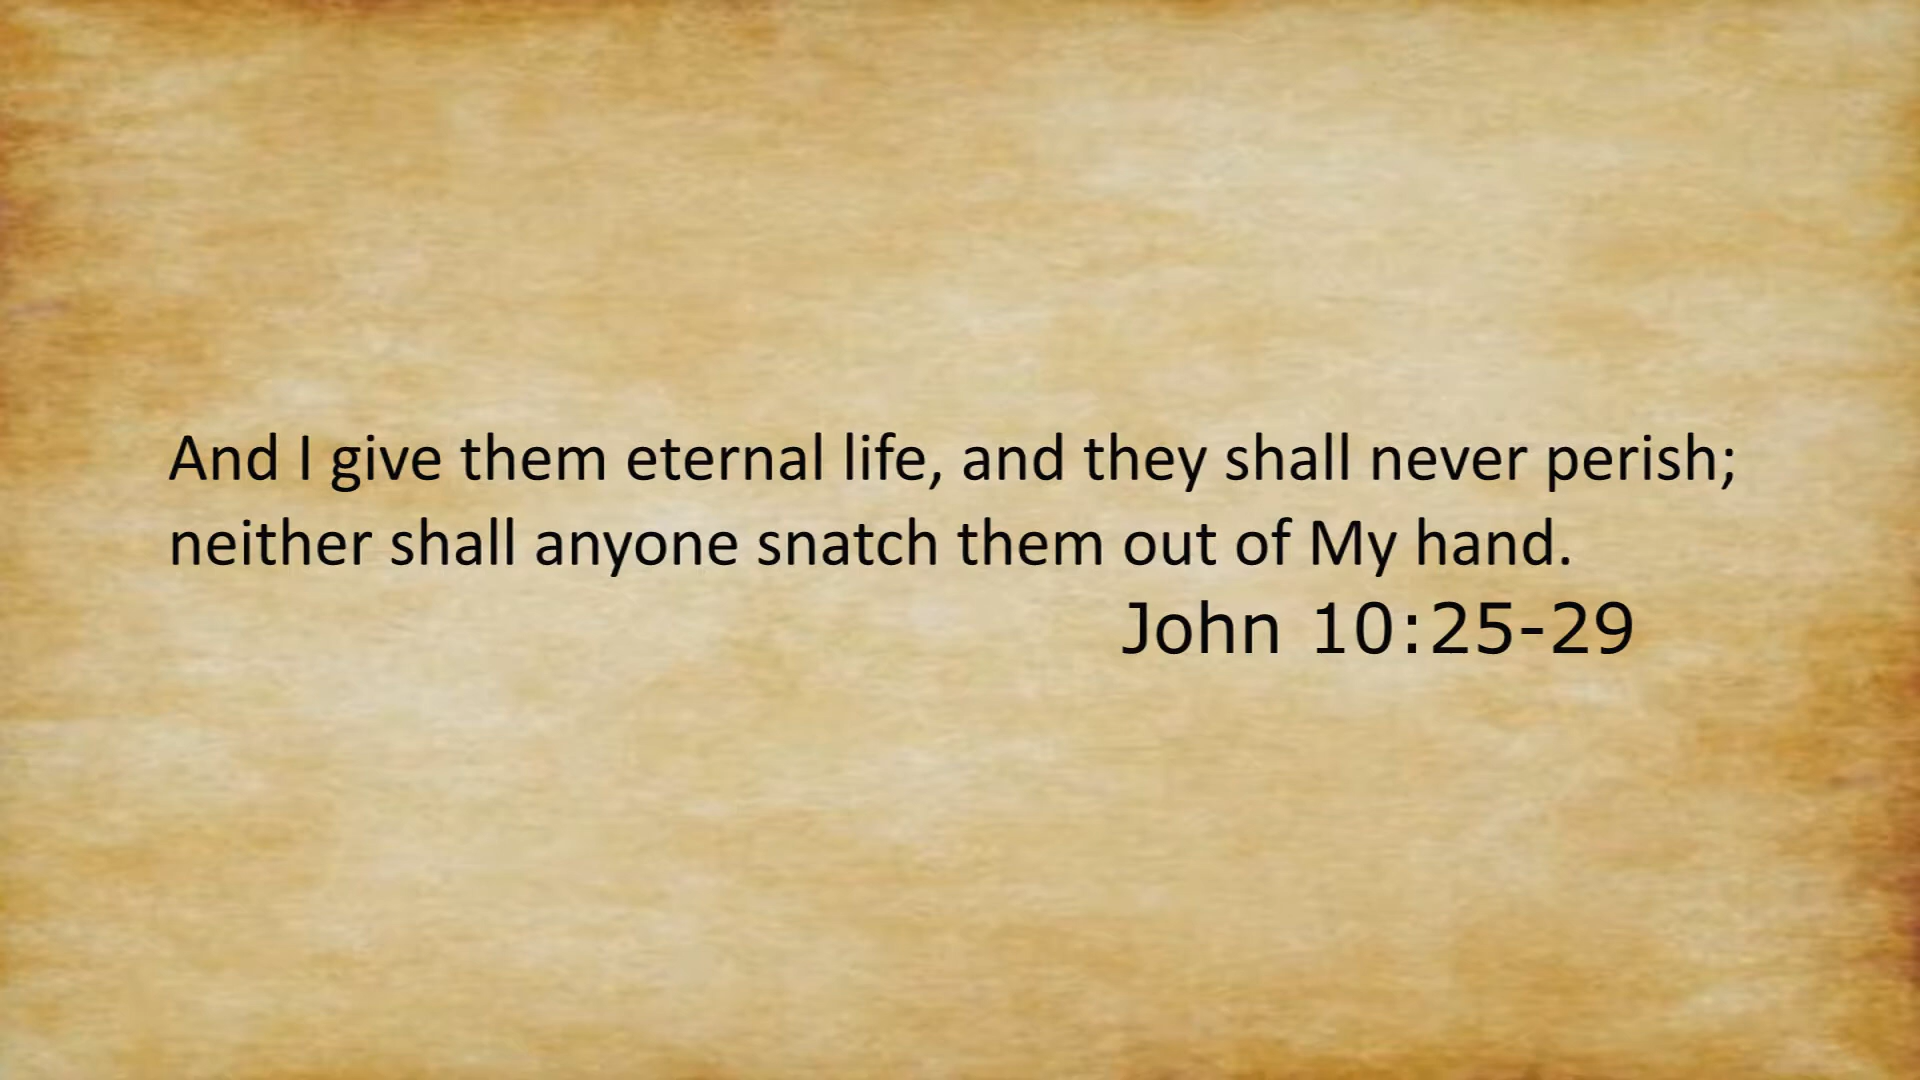 And I give them eternal life, and they shall never perish;
neither shall anyone snatch them out of My hand.
John 10:25-29